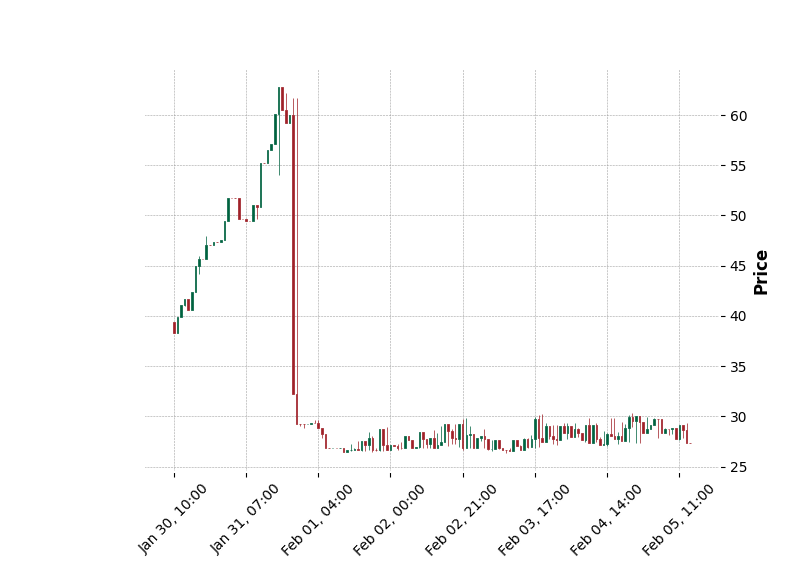 60
55
50
45
40
35
30
25
Price
Jan 30, 10:00
Jan 31, 07:00
Feb 01, 04:00
Feb 02, 00:00
Feb 02, 21:00
Feb 03, 17:00
Feb 04, 14:00
Feb 05, 11:00